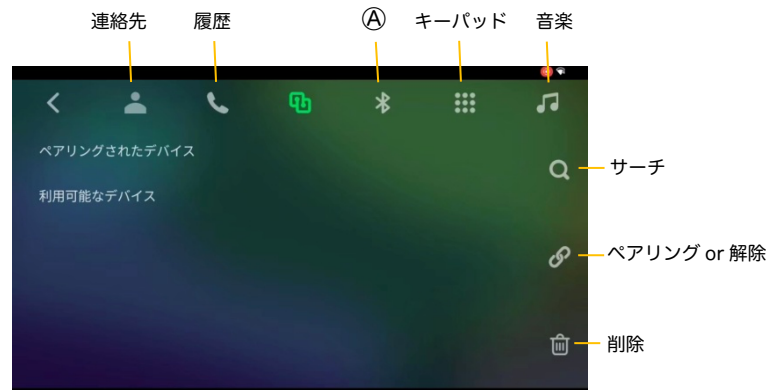 連絡先 履歴 Ⓐ キーパッド 音楽
ペアリングされたデバイス
サーチ
利用可能なデバイス
ペアリング or 解除
削除